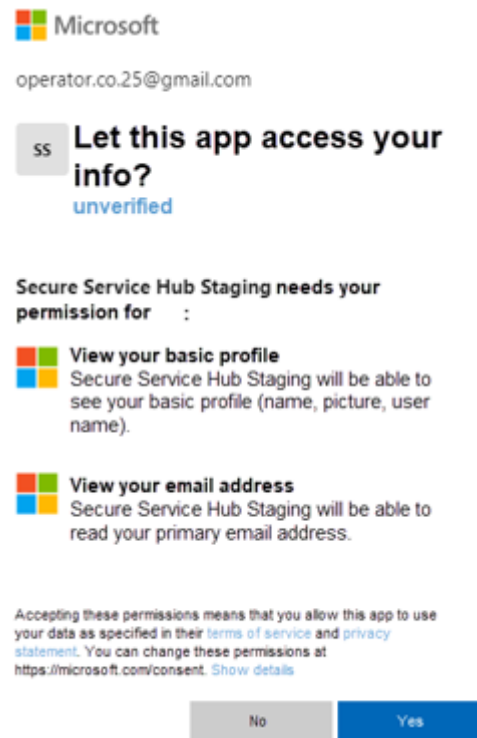 Microsoft
operator.co.25@gmail.com
ss
Let this app access your
info?
unverified
Secure Service Hub Staging needs your
permission for :
View your basic profile
Secure Service Hub Staging will be able to
see your basic profile (name, picture, user
name).
View your email address
Secure Service Hub Staging will be able to
read your primary email address.
Accepting these permissions means that you allow this app to use
your data as specified in their terms of service and privacy
statement. You can change these permissions at
https://microsoft.com/consent. Show details
No
Yes